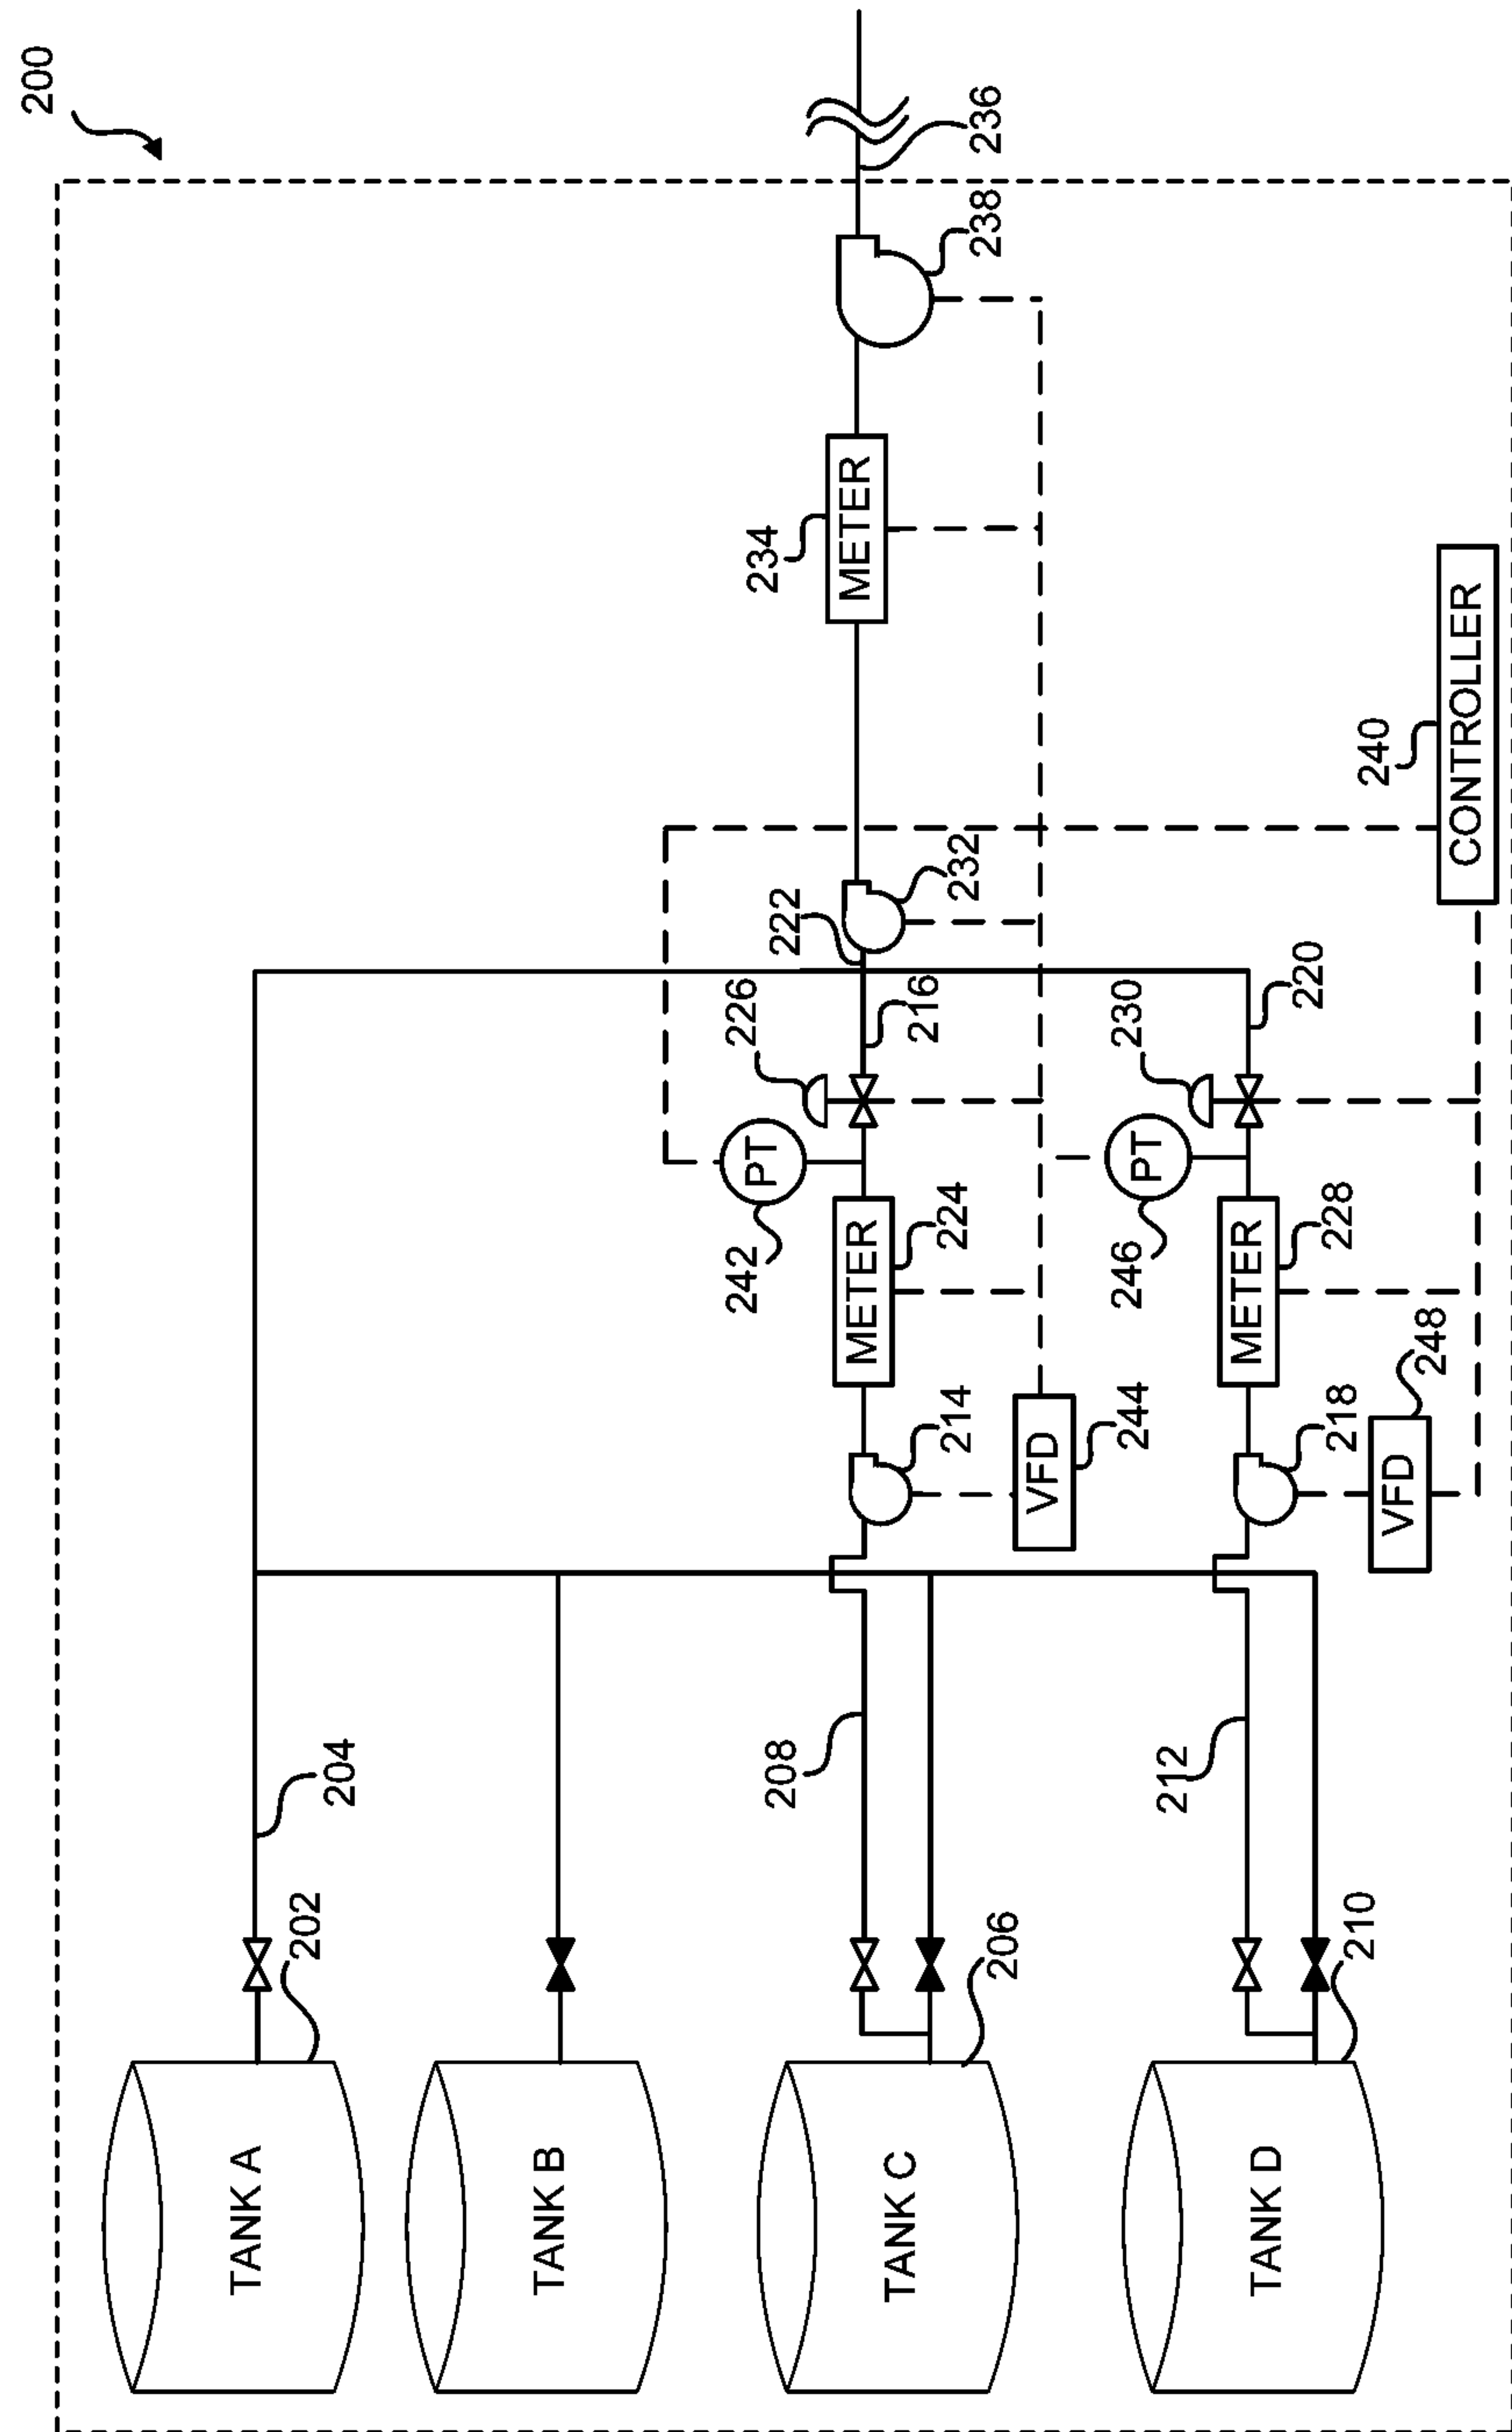 200
TANK A
202
204
TANK B
TANK C
206
208
214
METER
224
PT
242
226
216
222
232
METER
234
238
236
VFD
244
TANK D
210
212
218
METER
228
PT
246
230
220
VFD
248
CONTROLLER
240